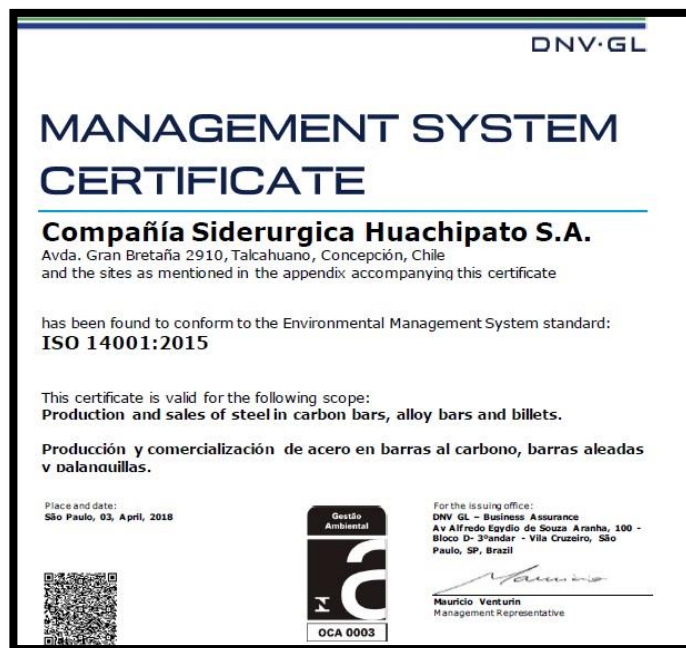 DNV·GL
MANAGEMENT SYSTEM
CERTIFICATE
Compañía Siderurgica Huachipato S.A.
Avda. Gran Bretaña 2910, Talcahuano, Concepción, Chile
and the sites as mentioned in the appendix accompanying this certificate
has been found to conform to the Environmental Management System standard:
ISO 14001:2015
This certificate is valid for the following scope:
Production and sales of steel in carbon bars, alloy bars and billets.
Producción y comercialización de acero en barras al carbono, barras aleadas
y palanquillas.
Place and date:
São Paulo, 03, April, 2018
Gestão
Ambiental
OCA 0003
For the issuing office:
DNV GL – Business Assurance
Av Alfredo Egydio de Souza Aranha, 100 -
Bloco D- 3ºandar - Vila Cruzeiro, São
Paulo, SP, Brazil
Mauricio Venturin
Management Representative